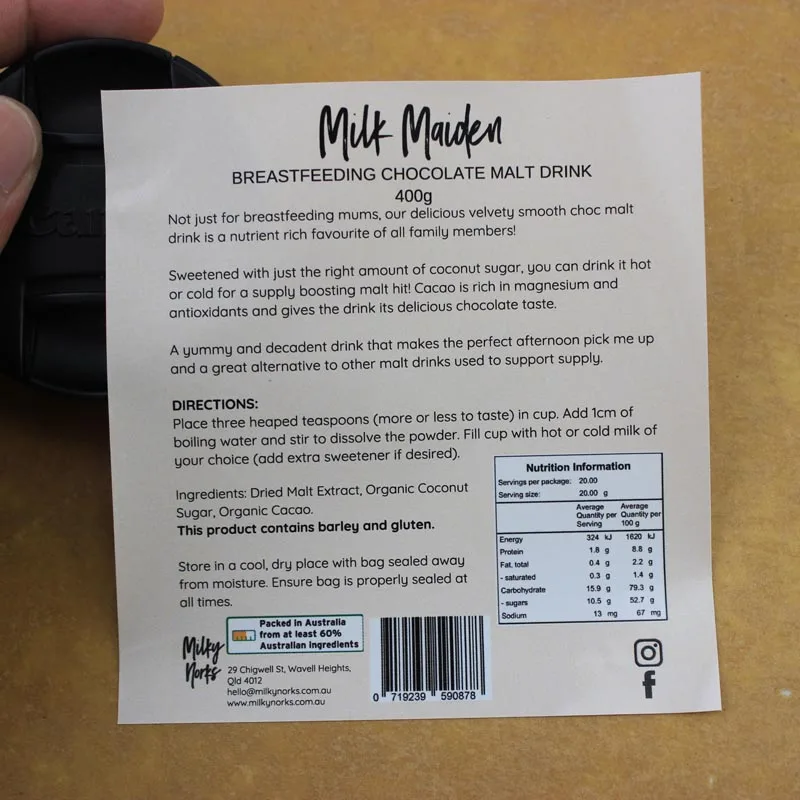 Milk Maiden
BREASTFEEDING CHOCOLATE MALT DRINK
400g
Not just for breastfeeding mums, our delicious velvety smooth choc malt
drink is a nutrient rich favourite of all family members!
Sweetened with just the right amount of coconut sugar, you can drink it hot
or cold for a supply boosting malt hit! Cacao is rich in magnesium and
antioxidants and gives the drink its delicious chocolate taste.
A yummy and decadent drink that makes the perfect afternoon pick me up
and a great alternative to other malt drinks used to support supply.
DIRECTIONS:
Place three heaped teaspoons (more or less to taste) in cup. Add 1cm of
boiling water and stir to dissolve the powder. Fill cup with hot or cold milk of
your choice (add extra sweetener if desired).
Ingredients: Dried Malt Extract, Organic Coconut
Sugar, Organic Cacao.
This product contains barley and gluten.
Store in a cool, dry place with bag sealed away
from moisture. Ensure bag is properly sealed at
all times.
Nutrition Information
Servings per package: 20.00
Serving size: 20.00 g
Average Quantity per Serving Average Quantity per 100 g
Energy 324 kJ 1620 kJ
Protein 1.8 g 8.8 g
Fat, total 0.4 g 2.2 g
- saturated 0.3 g 1.4 g
Carbohydrate 15.9 g 79.3 g
- sugars 10.5 g 52.7 g
Sodium 13 mg 67 mg
Packed in Australia
from at least 60%
Australian ingredients
Milky
Norks
29 Chigwell St, Wavell Heights,
Qld 4012
hello@milkynorks.com.au
www.milkynorks.com.au
0 719239 590878